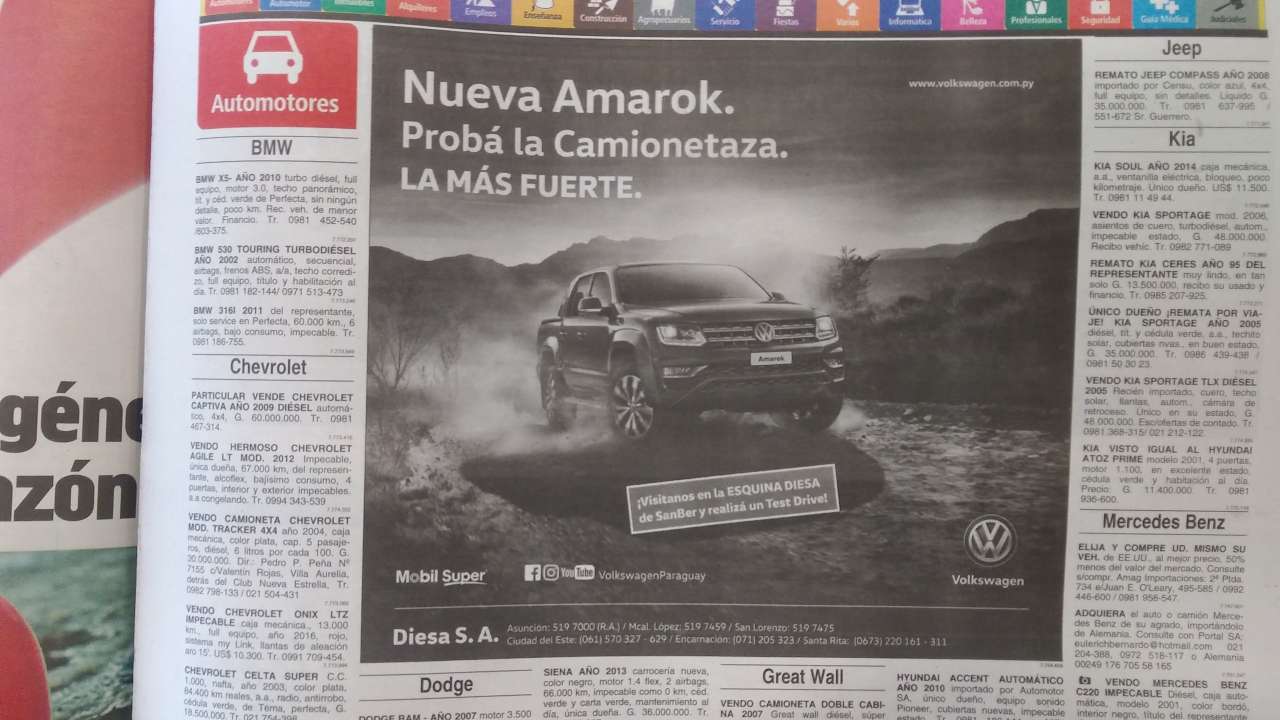 Automotores
Automotor
Inmuebles
Alquileres
Empleos
Enseñanza
Construcción
Agropecuarios
Servicio
Fiestas
Varios
Informática
Belleza
Profesionales
Seguridad
Guía Médica
Judiciales
Automotores
BMW
BMW X5- AÑO 2010 turbo diésel, full
equipo, motor 3.0, techo panorámico,
tít. y céd. verde de Perfecta, sin ningún
detalle, poco km. Rec. veh. de menor
valor. Financio. Tr. 0981 452-540
/603-375.
BMW 530 TOURING TURBODIÉSEL
AÑO 2002 automático, secuencial,
airbags, frenos ABS, a/a, techo corredi-
zo, full equipo, título y habilitación al
día. Tr. 0981 182-144/ 0971 513-473
BMW 316I 2011 del representante,
solo service en Perfecta, 60.000 km., 6
airbags, bajo consumo, impecable. Tr.
0981 186-755.
Chevrolet
PARTICULAR VENDE CHEVROLET
CAPTIVA AÑO 2009 DIÉSEL automá-
tico, 4x4, G. 60.000.000. Tr. 0981
467-314.
VENDO HERMOSO CHEVROLET
AGILE LT MOD. 2012 Impecable,
única dueña, 67.000 km, del represen-
tante, alcoflex, bajísimo consumo, 4
puertas, interior y exterior impecables.
a.a congelando. Tr. 0994 343-539
VENDO CAMIONETA CHEVROLET
MOD. TRACKER 4X4 año 2004, caja
mecánica, color plata, cap. 5 pasaje-
ros, diésel, 6 litros por cada 100. G.
30.000.000. Dir.: Pedro P. Peña Nº
7155 c/Valentín Rojas, Villa Aurelia,
detrás del Club Nueva Estrella, Tr.
0982 798-133 / 021 504-431
VENDO CHEVROLET ONIX LTZ
IMPECABLE caja mecánica, 13.000
km., full equipo, año 2016, rojo,
sistema my Link, llantas de aleación
aro 15'. US$ 10.300. Tr. 0991 709-454.
CHEVROLET CELTA SUPER C.C.
1.000, nafta, año 2003, color plata,
84.400 km reales, a.a., radio, antirrobo,
cédula verde, de Tema, perfecta, G.
18.500.000. Tr. 021 754-398
Nueva Amarok.
Probá la Camionetaza.
LA MÁS FUERTE.
www.volkswagen.com.py
Amarok
¡Visitanos en la ESQUINA DIESA
de SanBer y realizá un Test Drive!
Mobil Super
YouTube VolkswagenParaguay
Volkswagen
Diesa S. A.
Asunción: 519 7000 (R.A.) / Mcal. López: 519 7459 / San Lorenzo: 519 7475
Ciudad del Este: (061) 570 327 - 629 / Encarnación: (071) 205 323 / Santa Rita: (0673) 220 161 - 311
Dodge
DODGE RAM - AÑO 2007 motor 3.500
SIENA AÑO 2013 carrocería nueva,
color negro, motor 1.4 flex, 2 airbags,
66.000 km, impecable como 0 km, céd.
verde y carta verde, mantenimiento al
día, única dueña. G. 36.000.000. Tr.
Great Wall
VENDO CAMIONETA DOBLE CABI-
NA 2007 Great wall diésel, súper
HYUNDAI ACCENT AUTOMÁTICO
AÑO 2010 importado por Automotor
SA, único dueño, equipo sonido
Pioneer, cubiertas nuevas, impecable
Jeep
REMATO JEEP COMPASS AÑO 2008
importado por Censu, color azul, 4x4,
full equipo, sin detalles. Líquido G.
35.000.000. Tr. 0981 637-995 /
551-672 Sr. Guerrero.
Kia
KIA SOUL AÑO 2014 caja mecánica,
a.a., ventanilla eléctrica, bloqueo, poco
kilometraje. Único dueño. US$ 11.500.
Tr. 0981 11 49 44.
VENDO KIA SPORTAGE mod. 2006,
asientos de cuero, turbodiésel, autom.,
impecable estado, G. 48.000.000.
Recibo vehíc. Tr. 0982 771-089
REMATO KIA CERES AÑO 95 DEL
REPRESENTANTE muy lindo, en tan
solo G. 13.500.000, recibo su usado y
financio. Tr. 0985 207-925.
ÚNICO DUEÑO ¡REMATA POR VIA-
JE! KIA SPORTAGE AÑO 2005
diésel, tít. y cédula verde, a.a., techito
solar, cubiertas nvas., en buen estado,
G. 35.000.000. Tr. 0986 439-438 /
0981 50 30 23.
VENDO KIA SPORTAGE TLX DIÉSEL
2005 Recién importado, cuero, techo
solar, llantas, autom., cámara de
retroceso. Único en su estado, G.
48.000.000. Esc/ofertas de contado. Tr.
0981 368-315/ 021 212-122.
KIA VISTO IGUAL AL HYUNDAI
ATOZ PRIME modelo 2001, 4 puertas,
motor 1.100, en excelente estado,
cédula verde y habitación al día.
Precio: G. 11.400.000. Tr. 0981
936-600.
Mercedes Benz
ELIJA Y COMPRE UD. MISMO SU
VEH. de EE.UU., al mejor precio, 50%
menos del valor del mercado. Consulte
s/compr. Amag Importaciones: 2ª Ptda.
734 e/Juan E. O'Leary, 495-585 / 0992
446-600 / 0981 956-547.
ADQUIERA el auto o camión Merce-
des Benz de su agrado, importándolo
de Alemania. Consulte con Portal SA:
eulerichbernardo@hotmail.com 021
204-388, 0972 518-117 o Alemania
00249 176 705 58 165
VENDO MERCEDES BENZ
C220 IMPECABLE Diésel, caja auto-
mática, modelo 2001, color bordó,
interior negro, título del representante
géne
azón